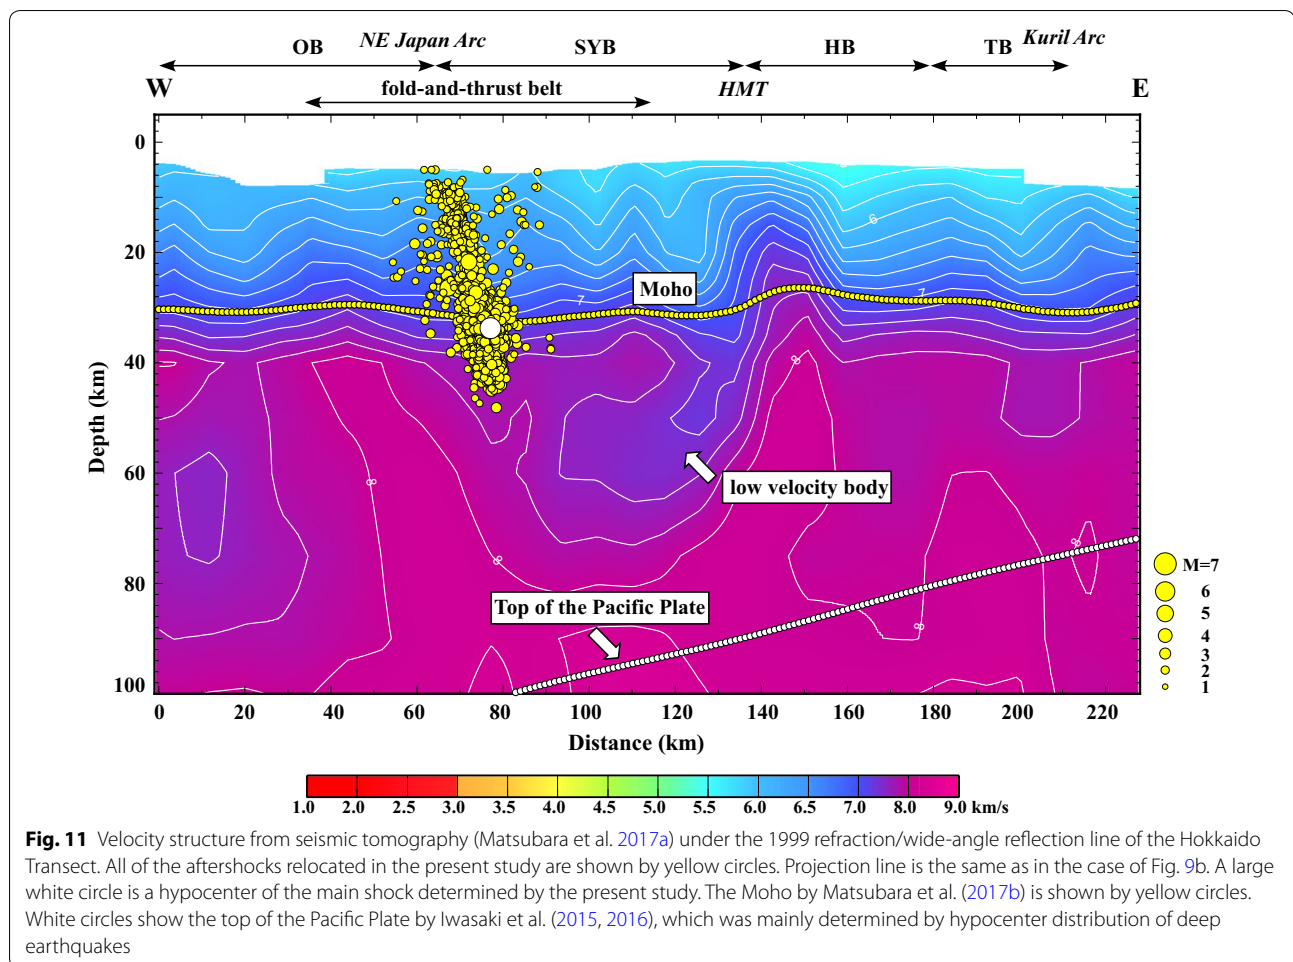 OB NE Japan Arc SYB HB TB Kuril Arc
W fold-and-thrust belt HMT E
0
20
40
60
80
100
Depth (km)
6
7
7
Moho
8
8
8
8
8
low velocity body
Top of the Pacific Plate
M=7
6
5
4
3
2
1
0 20 40 60 80 100 120 140 160 180 200 220
Distance (km)
1.0 2.0 2.5 3.0 3.5 4.0 4.5 5.0 5.5 6.0 6.5 7.0 8.0 9.0 km/s
Fig. 11 Velocity structure from seismic tomography (Matsubara et al. 2017a) under the 1999 refraction/wide-angle reflection line of the Hokkaido
Transect. All of the aftershocks relocated in the present study are shown by yellow circles. Projection line is the same as in the case of Fig. 9b. A large
white circle is a hypocenter of the main shock determined by the present study. The Moho by Matsubara et al. (2017b) is shown by yellow circles.
White circles show the top of the Pacific Plate by Iwasaki et al. (2015, 2016), which was mainly determined by hypocenter distribution of deep
earthquakes